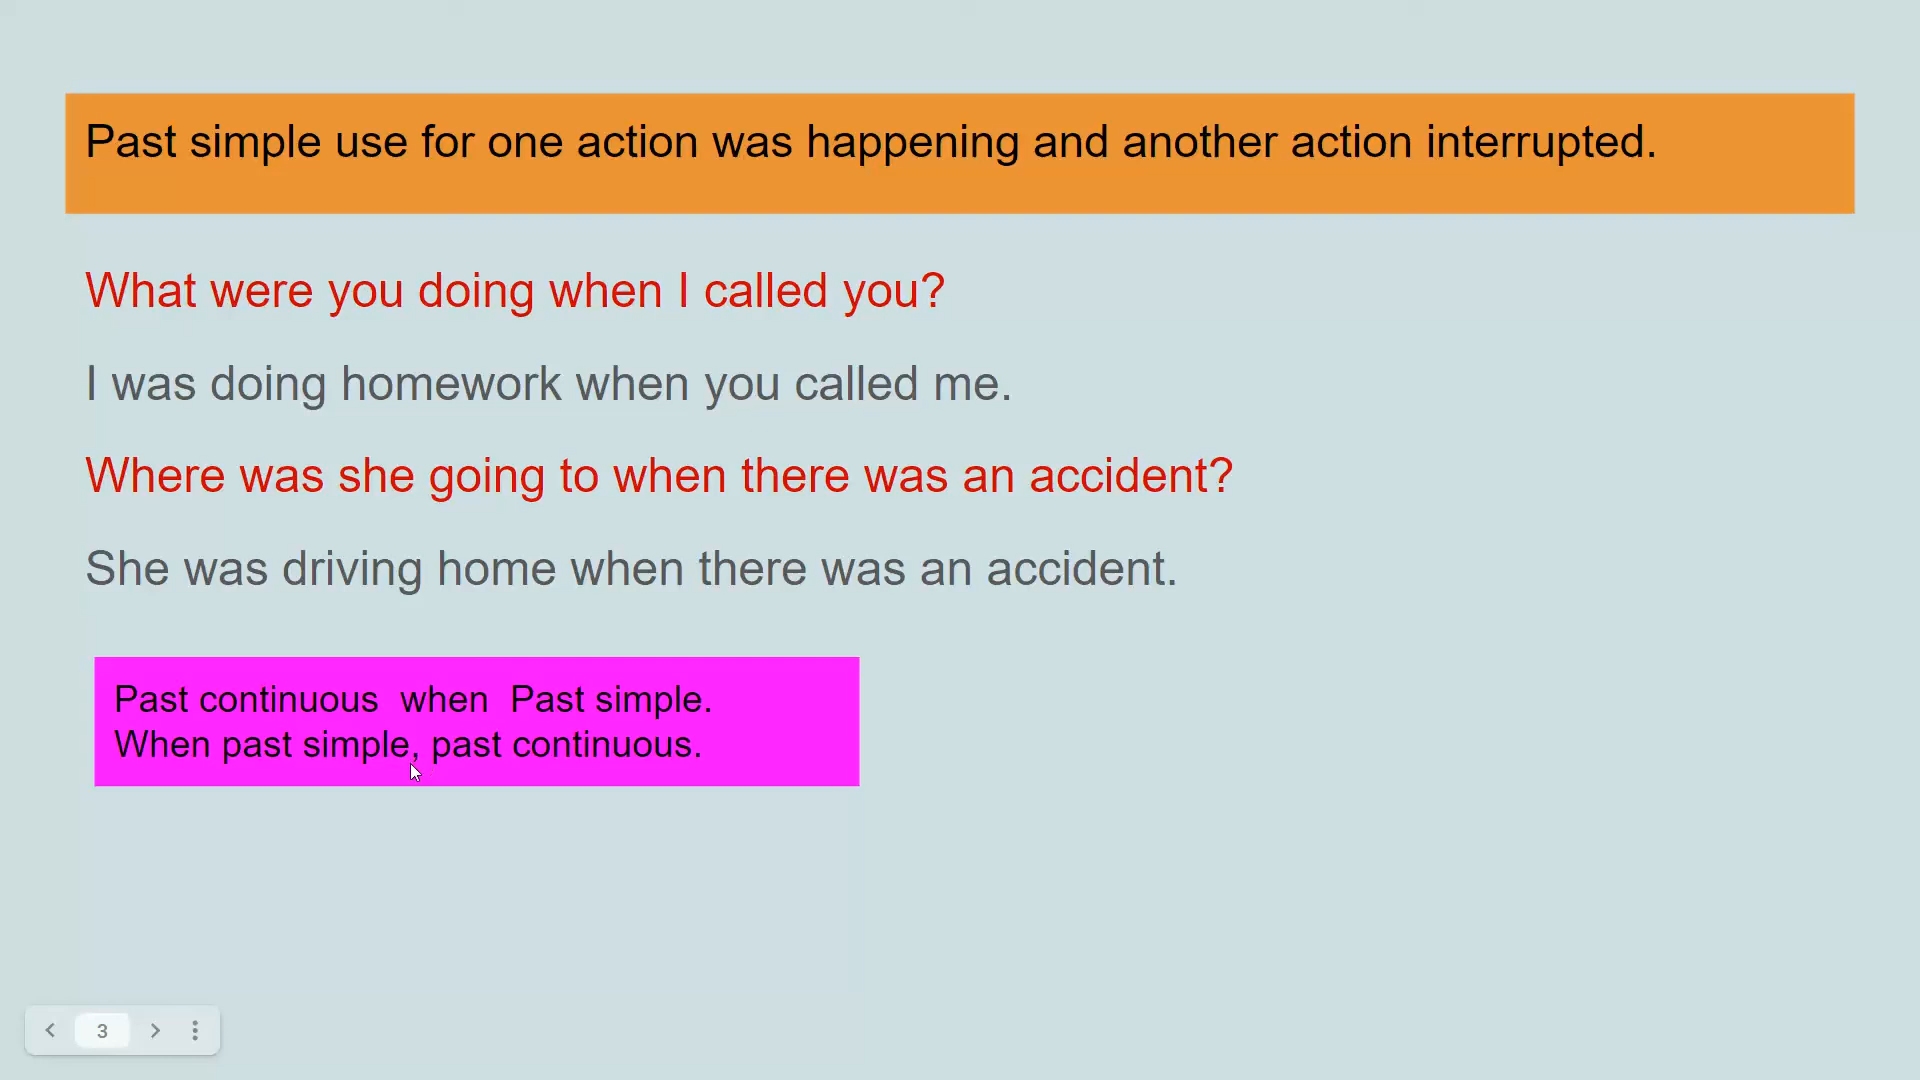 Past simple use for one action was happening and another action interrupted.
What were you doing when I called you?
I was doing homework when you called me.
Where was she going to when there was an accident?
She was driving home when there was an accident.
Past continuous  when  Past simple.
When past simple, past continuous.
3